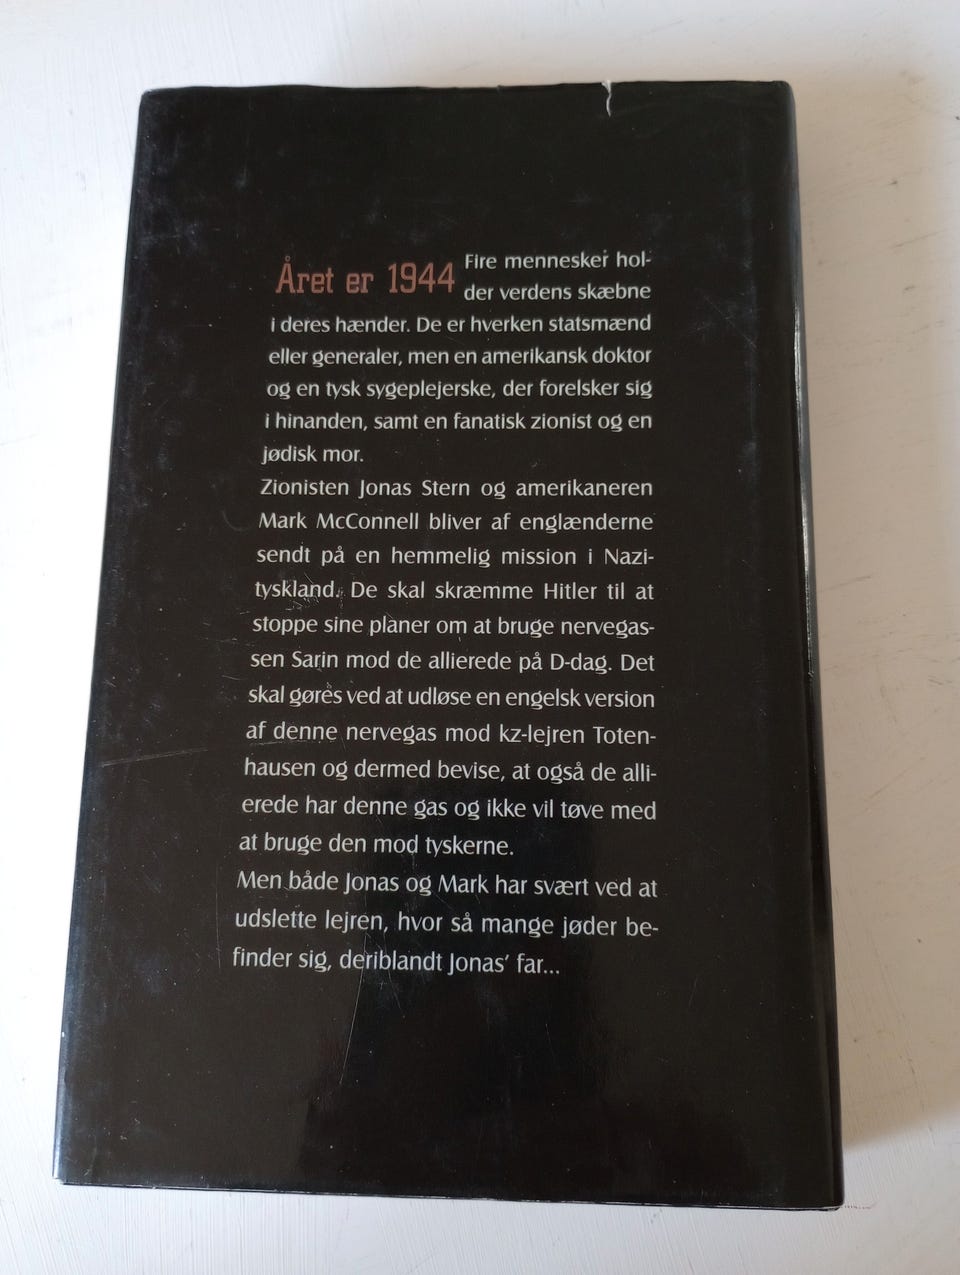 Året er 1944 Fire mennesker hol-
der verdens skæbne
i deres hænder. De er hverken statsmænd
eller generaler, men en amerikansk doktor
og en tysk sygeplejerske, der forelsker sig
i hinanden, samt en fanatisk zionist og en
jødisk mor.
Zionisten Jonas Stern og amerikaneren
Mark McConnell bliver af englænderne
sendt på en hemmelig mission i Nazi-
tyskland. De skal skræmme Hitler til at
stoppe sine planer om at bruge nervegas-
sen Sarin mod de allierede på D-dag. Det
skal gøres ved at udløse en engelsk version
af denne nervegas mod kz-lejren Toten-
hausen og dermed bevise, at også de alli-
erede har denne gas og ikke vil tøve med
at bruge den mod tyskerne.
Men både Jonas og Mark har svært ved at
udslette lejren, hvor så mange jøder be-
finder sig, deriblandt Jonas' far...